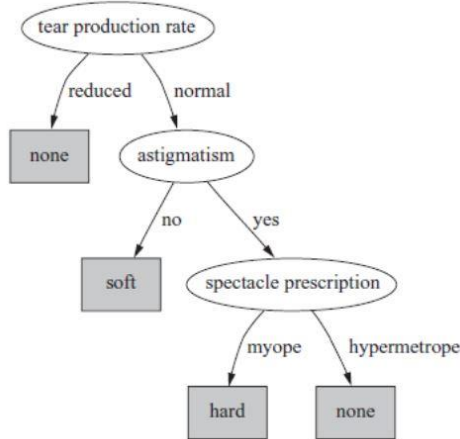 tear production rate
reduced
normal
none
astigmatism
no
yes
soft
spectacle prescription
myope
hypermetrope
hard
none